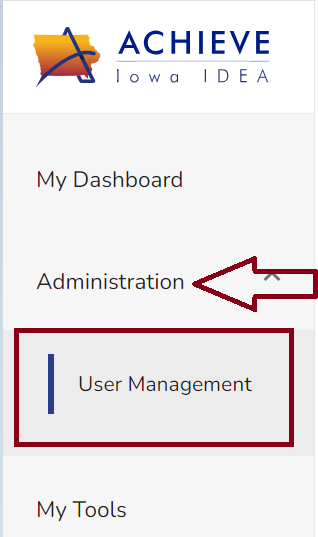 ACHIEVE
Iowa IDEA
My Dashboard
Administration
User Management
My Tools